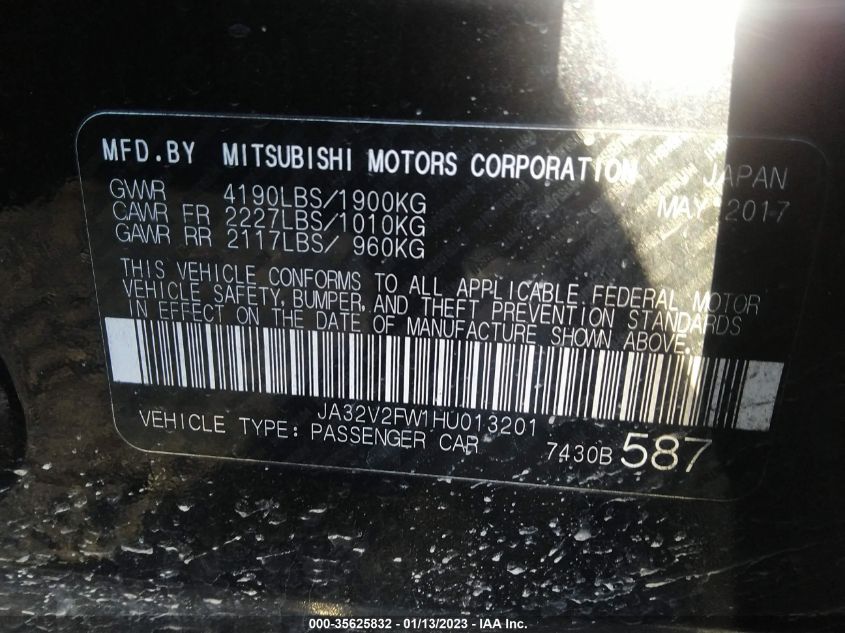 MFD.BY MITSUBISHI MOTORS CORPORATION JAPAN
GVWR 4190LBS/1900KG MAY 2017
GAWR FR 2227LBS/1010KG
GAWR RR 2117LBS/ 960KG
THIS VEHICLE CONFORMS TO ALL APPLICABLE FEDERAL MOTOR
VEHICLE SAFETY, BUMPER, AND THEFT PREVENTION STANDARDS
IN EFFECT ON THE DATE OF MANUFACTURE SHOWN ABOVE.
JA32V2FW1HU013201
VEHICLE TYPE: PASSENGER CAR 7430B 587
000-35625832 - 01/13/2023 - IAA Inc.